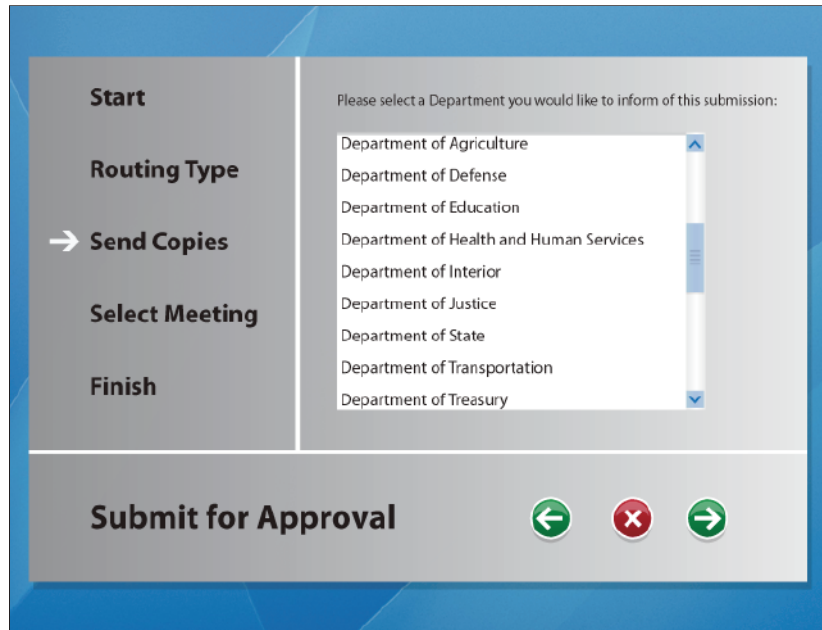 Start
Routing Type
Send Copies
Select Meeting
Finish
Please select a Department you would like to inform of this submission:
Department of Agriculture
Department of Defense
Department of Education
Department of Health and Human Services
Department of Interior
Department of Justice
Department of State
Department of Transportation
Department of Treasury
Submit for Approval